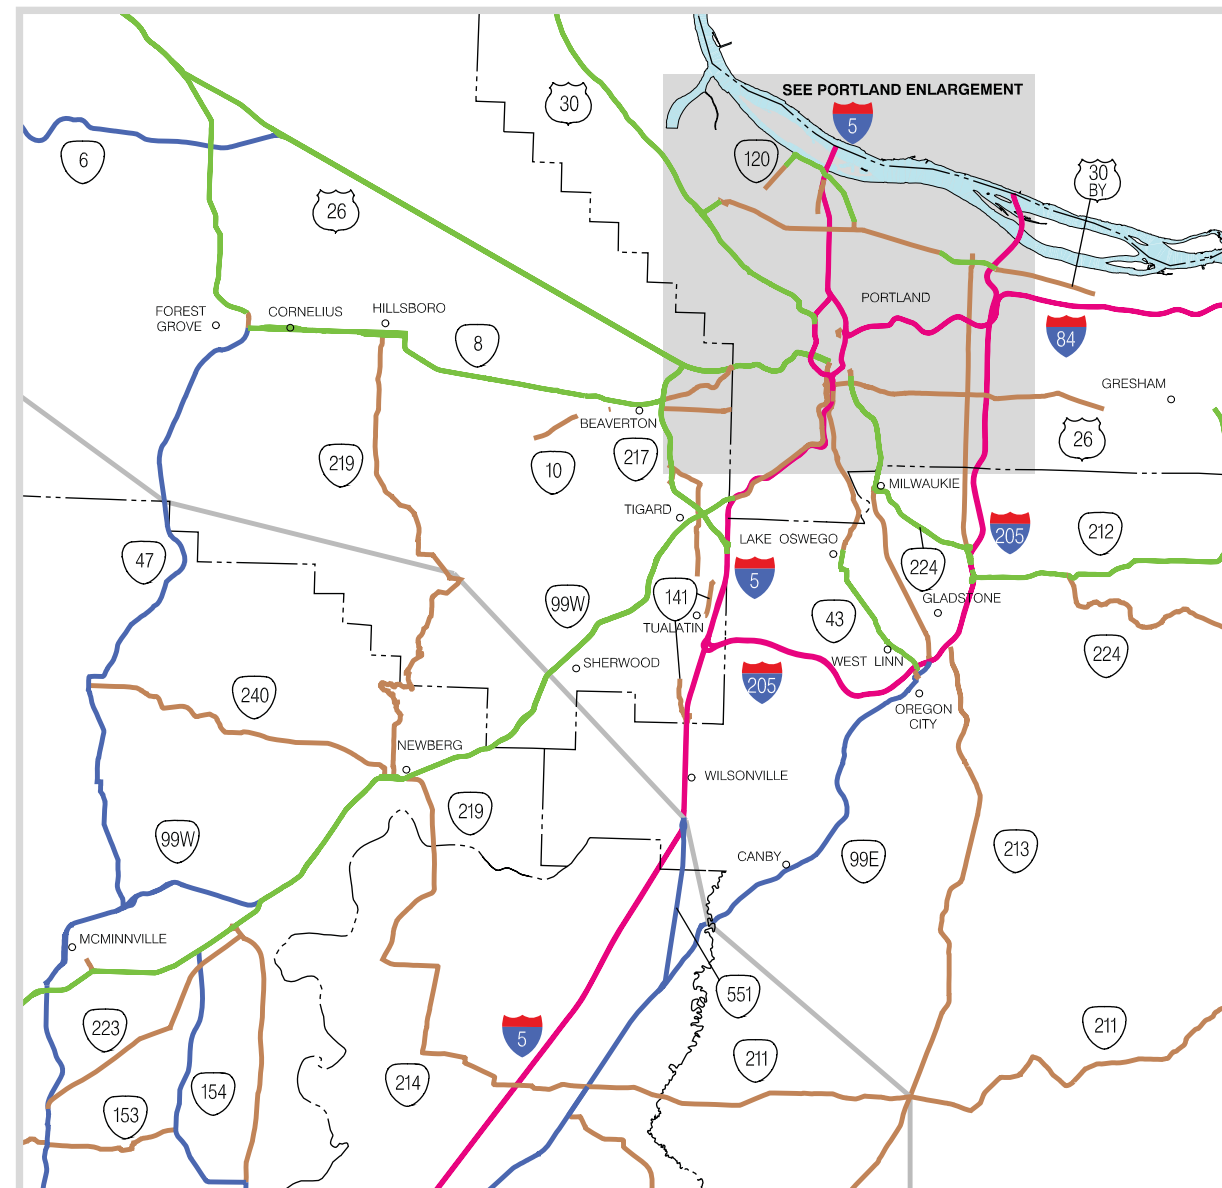 SEE PORTLAND ENLARGEMENT
30
5
120
6
30
BY
26
PORTLAND
FOREST
GROVE
CORNELIUS
HILLSBORO
8
84
GRESHAM
BEAVERTON
26
217
219
10
MILWAUKIE
TIGARD
LAKE OSWEGO
205
212
47
224
5
99W
141
GLADSTONE
43
TUALATIN
WEST LINN
224
SHERWOOD
205
240
OREGON
CITY
NEWBERG
WILSONVILLE
219
99W
CANBY
99E
213
MCMINNVILLE
551
223
5
211
211
214
154
153